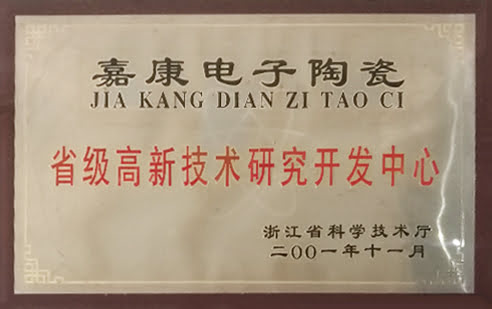 嘉康电子陶瓷
JIA KANG DIAN ZI TAO CI
省级高新技术研究开发中心
浙江省科学技术厅
二〇〇一年十一月